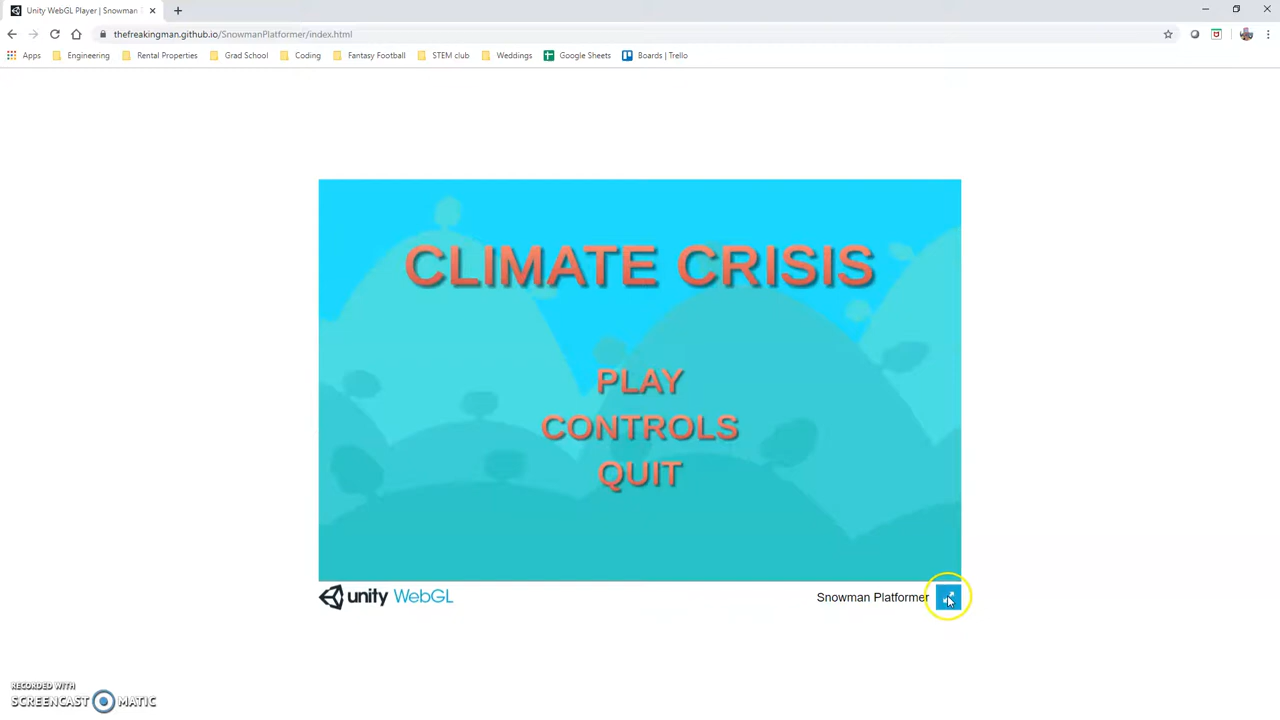 Unity WebGL Player | Snowman
thefreakingman.github.io/SnowmanPlatformer/index.html
Apps Engineering Rental Properties Grad School Coding Fantasy Football STEM club Weddings Google Sheets Boards | Trello
CLIMATE CRISIS
PLAY
CONTROLS
QUIT
unity WebGL Snowman Platformer
RECORDED WITH
SCREENCAST MATIC